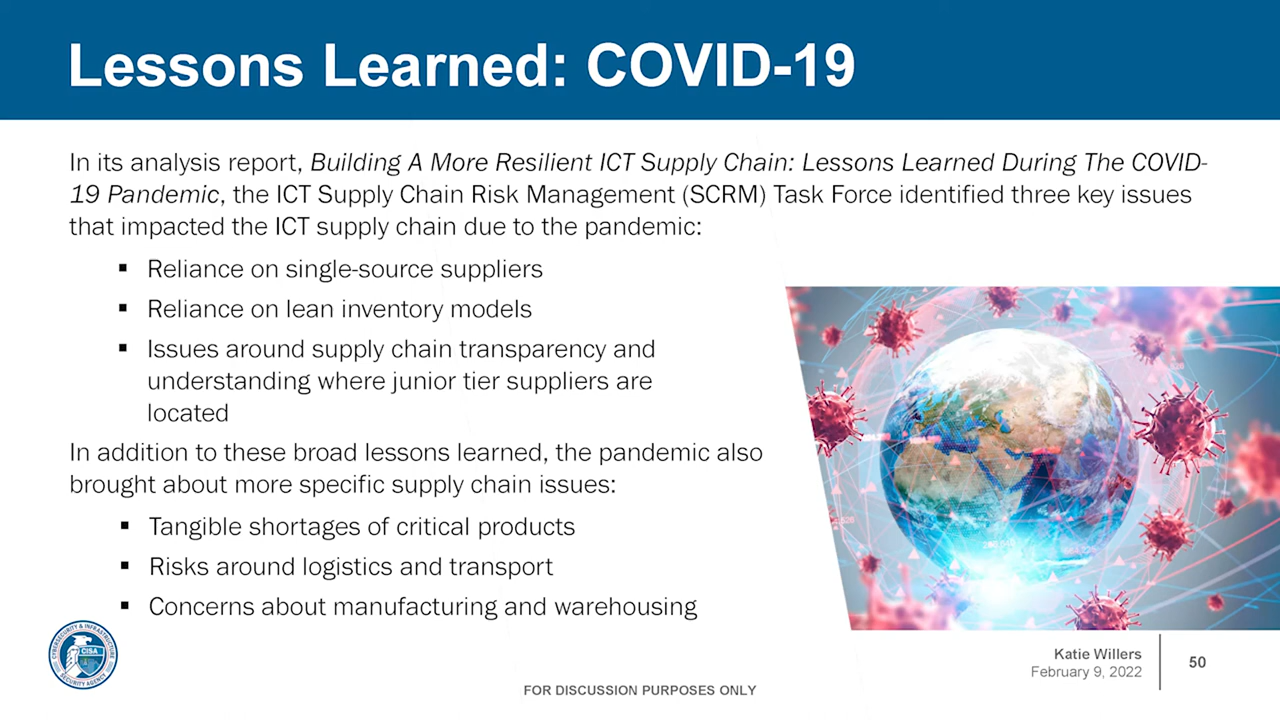 Lessons Learned: COVID-19
In its analysis report, Building A More Resilient ICT Supply Chain: Lessons Learned During The COVID-
19 Pandemic, the ICT Supply Chain Risk Management (SCRM) Task Force identified three key issues
that impacted the ICT supply chain due to the pandemic:
▪ Reliance on single-source suppliers
▪ Reliance on lean inventory models
▪ Issues around supply chain transparency and
understanding where junior tier suppliers are
located
In addition to these broad lessons learned, the pandemic also
brought about more specific supply chain issues:
▪ Tangible shortages of critical products
▪ Risks around logistics and transport
▪ Concerns about manufacturing and warehousing
CYBERSECURITY & INFRASTRUCTURE
CISA
SECURITY AGENCY
Katie Willers
February 9, 2022
50
FOR DISCUSSION PURPOSES ONLY